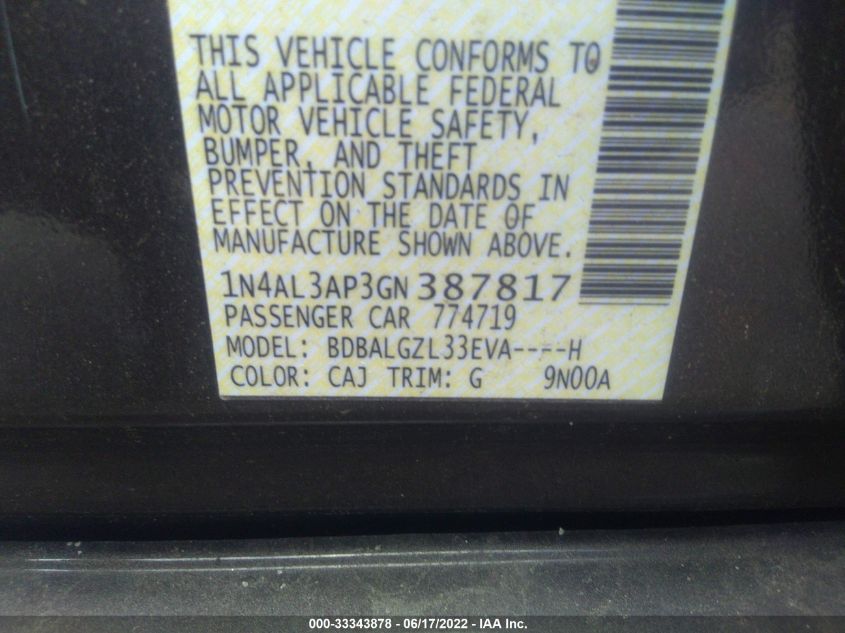 THIS VEHICLE CONFORMS TO
ALL APPLICABLE FEDERAL
MOTOR VEHICLE SAFETY,
BUMPER, AND THEFT
PREVENTION STANDARDS IN
EFFECT ON THE DATE OF
MANUFACTURE SHOWN ABOVE.
1N4AL3AP3GN387817
PASSENGER CAR 774719
MODEL: BDBALGZL33EVA----H
COLOR: CAJ TRIM: G 9N00A
000-33343878 - 06/17/2022 - IAA Inc.